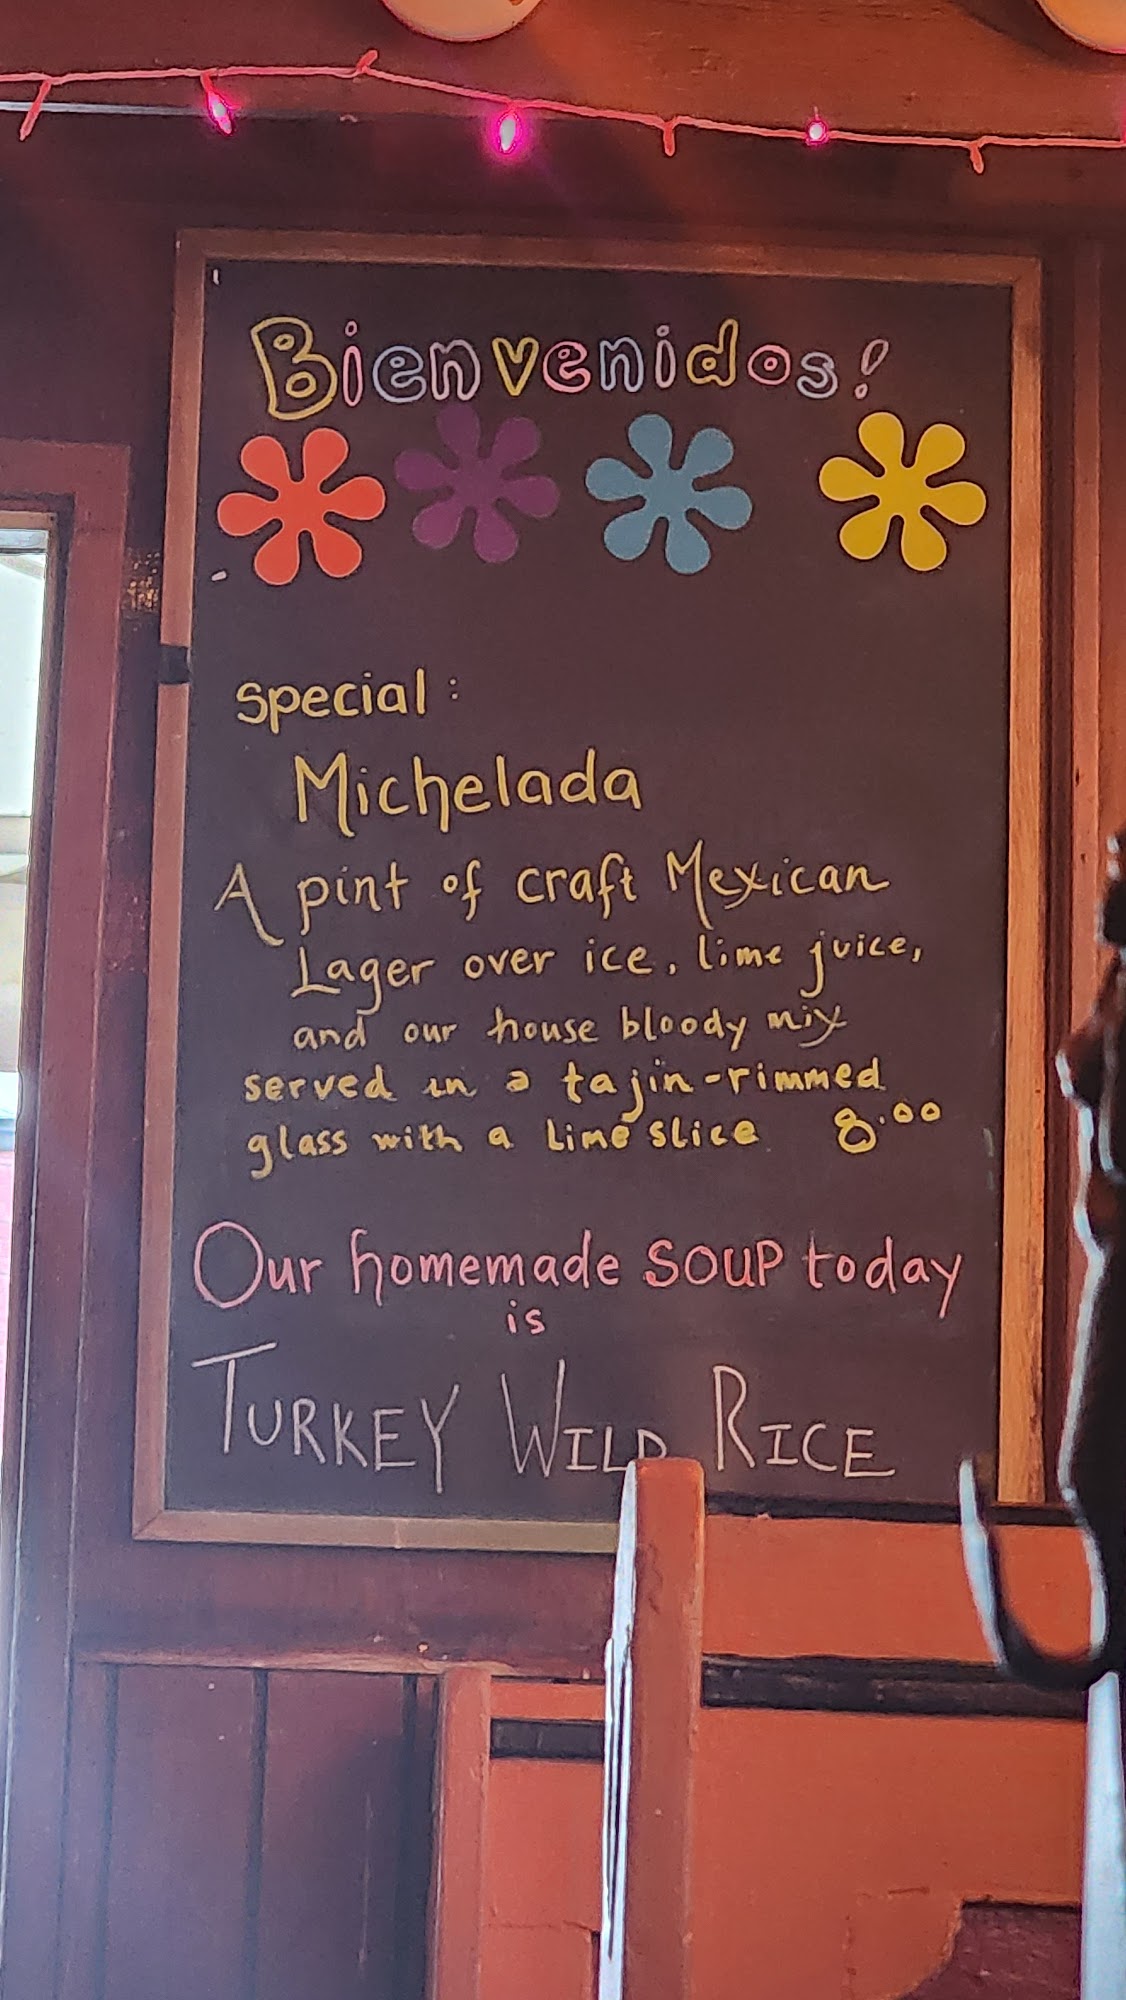 Bienvenidos!
special:
Michelada
A pint of craft Mexican
Lager over ice, lime juice,
and our house bloody mix
served in a tajin-rimmed
glass with a lime slice 8.00
Our homemade SOUP today
is
TURKEY WILD RICE